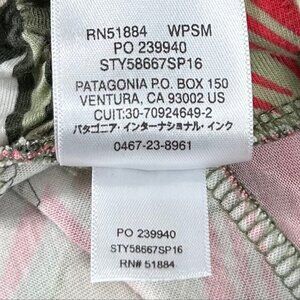 RN51884 WPSM
PO 239940
STY58667SP16
PATAGONIA P.O. BOX 150
VENTURA, CA 93002 US
CUIT:30-70924649-2
パタゴニア・インターナショナル・インク
0467-23-8961
PO 239940
STY58667SP16
RN# 51884